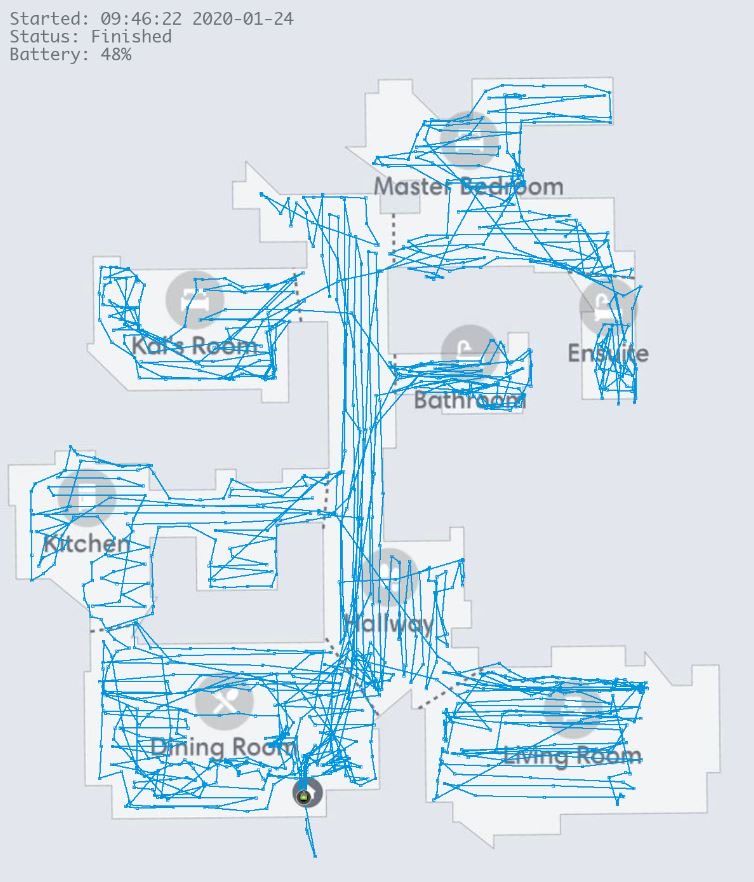 Started: 09:46:22 2020-01-24
Status: Finished
Battery: 48%
Master Bedroom
Kai's Room
Ensuite
Bathroom
Kitchen
Hallway
Dining Room
Living Room